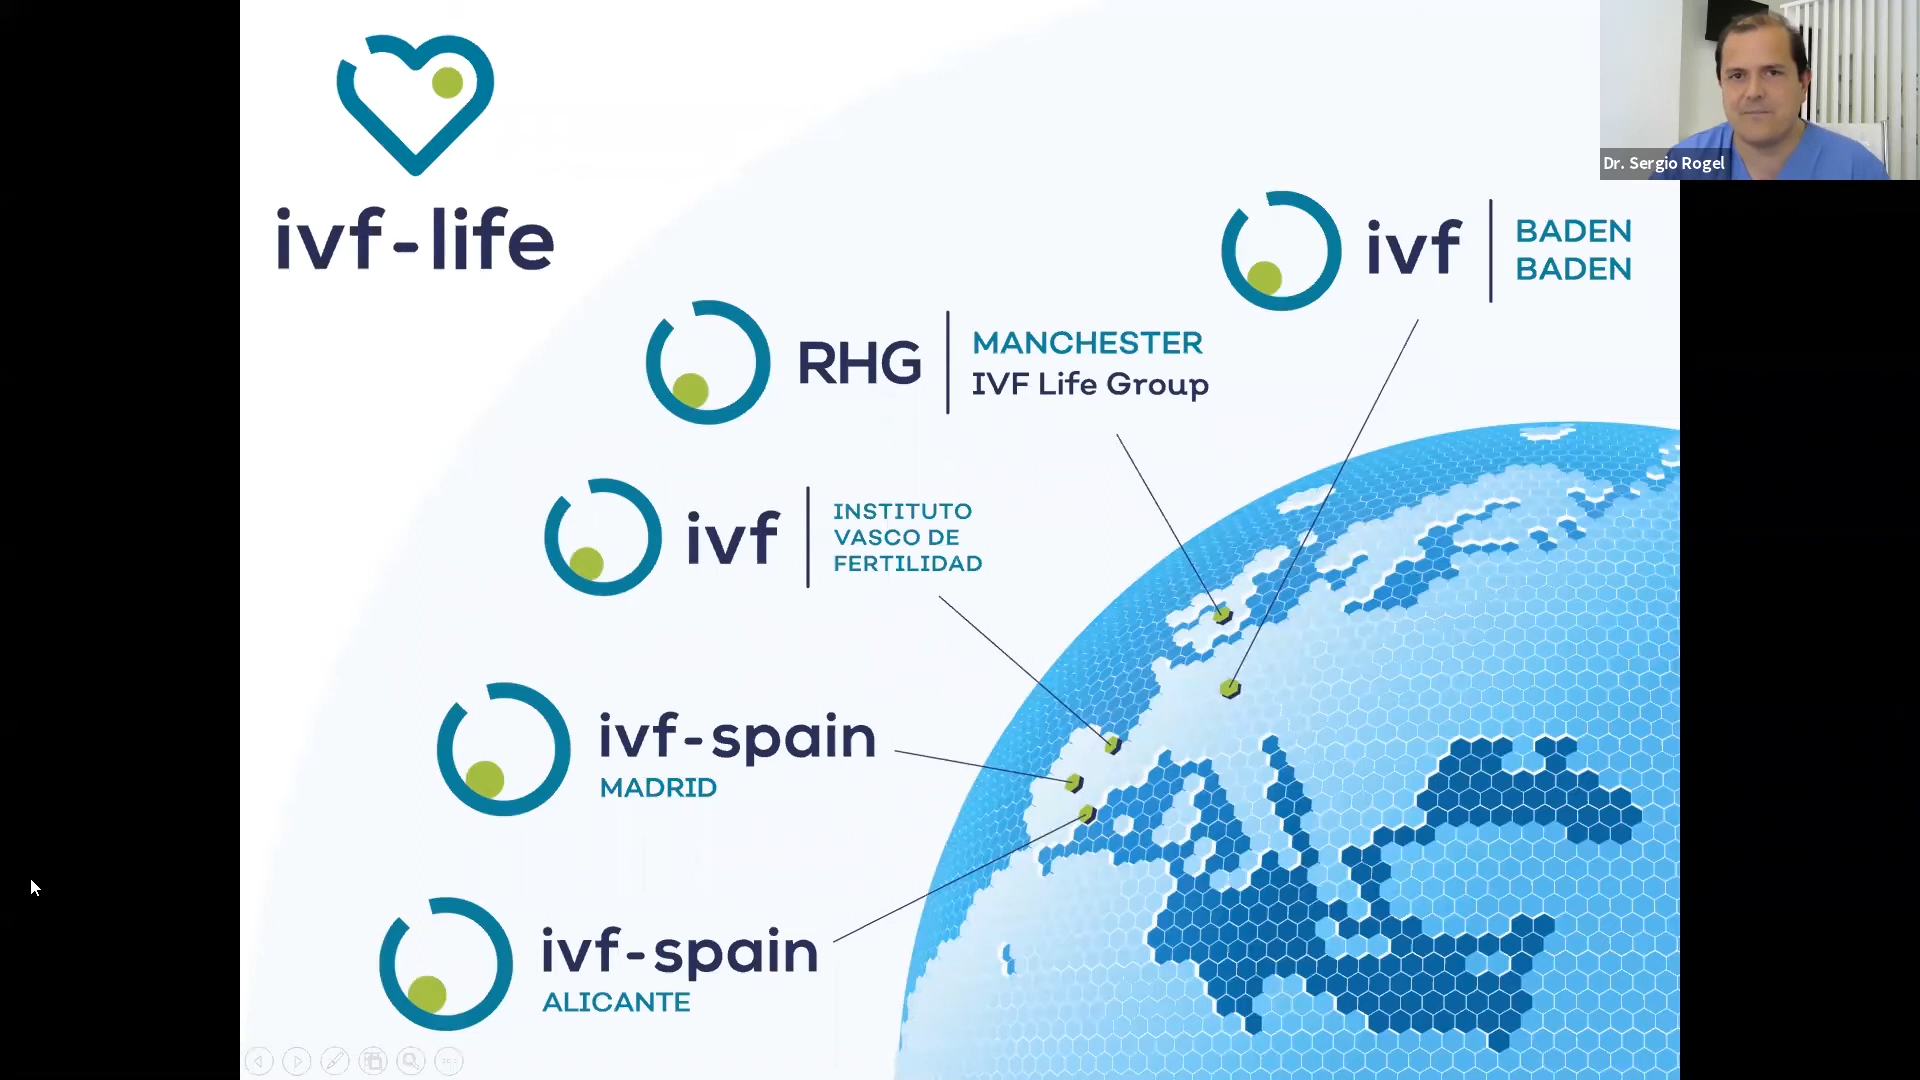 ivf-life
Dr. Sergio Rogel
ivf
BADEN
BADEN
RHG
MANCHESTER
IVF Life Group
ivf
INSTITUTO
VASCO DE
FERTILIDAD
ivf-spain
MADRID
ivf-spain
ALICANTE